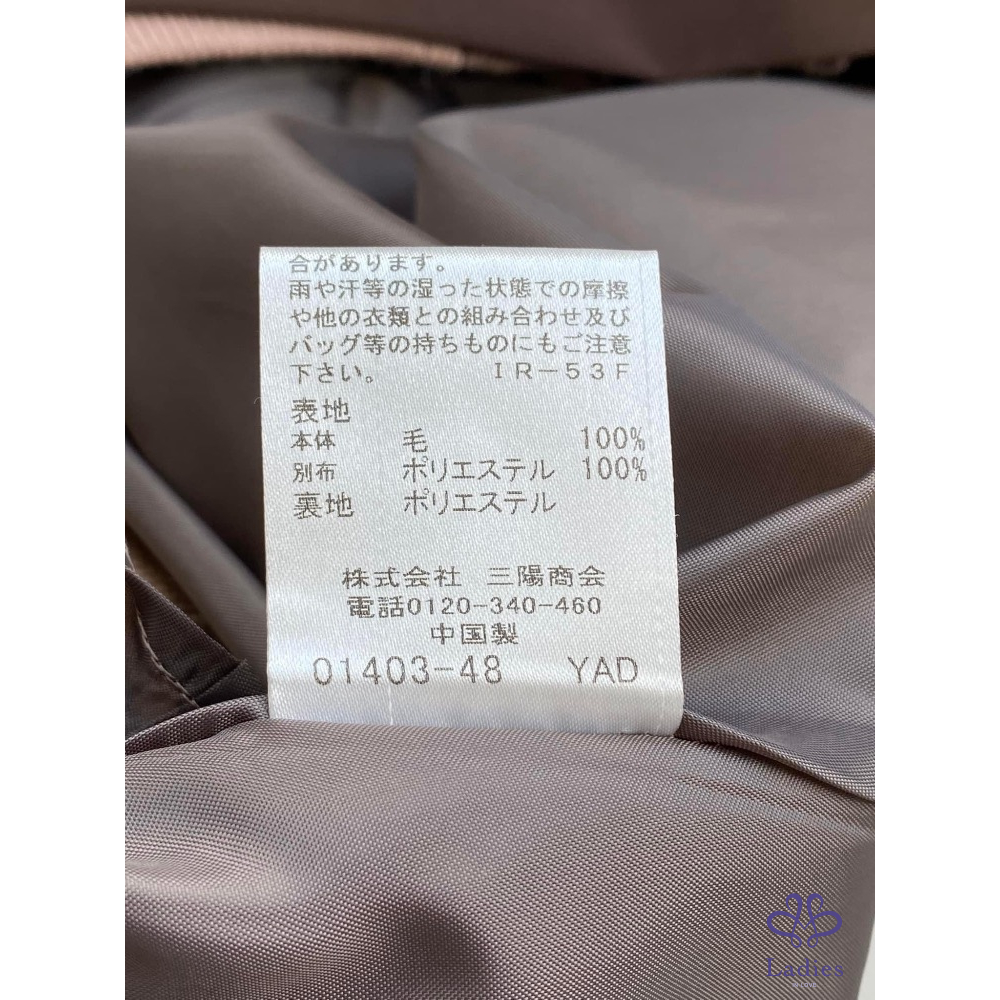 合があります。
雨や汗等の湿った状態での摩擦
や他の衣類との組み合わせ及び
バッグ等の持ちものにもご注意
下さい。 IR-53F
表地
本体 毛 100%
別布 ポリエステル 100%
裏地 ポリエステル
株式会社 三陽商会
電話0120-340-460
中国製
01403-48 YAD
Ladies